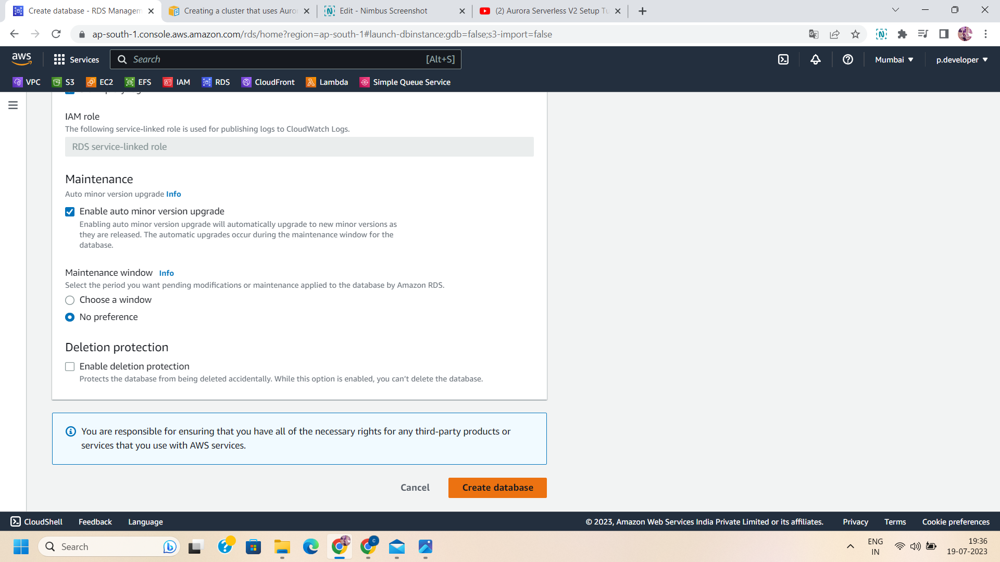 Create database - RDS Managem
Creating a cluster that uses Auror
Edit - Nimbus Screenshot
(2) Aurora Serverless V2 Setup Tu
ap-south-1.console.aws.amazon.com/rds/home?region=ap-south-1#launch-dbinstance:gdb=false;s3-import=false
aws
Services
Search
[Alt+S]
Mumbai
p.developer
VPC
S3
EC2
EFS
IAM
RDS
CloudFront
Lambda
Simple Queue Service
IAM role
The following service-linked role is used for publishing logs to CloudWatch Logs.
RDS service-linked role
Maintenance
Auto minor version upgrade Info
Enable auto minor version upgrade
Enabling auto minor version upgrade will automatically upgrade to new minor versions as
they are released. The automatic upgrades occur during the maintenance window for the
database.
Maintenance window Info
Select the period you want pending modifications or maintenance applied to the database by Amazon RDS.
Choose a window
No preference
Deletion protection
Enable deletion protection
Protects the database from being deleted accidentally. While this option is enabled, you can't delete the database.
You are responsible for ensuring that you have all of the necessary rights for any third-party products or
services that you use with AWS services.
Cancel
Create database
CloudShell
Feedback
Language
© 2023, Amazon Web Services India Private Limited or its affiliates.
Privacy
Terms
Cookie preferences
Search
ENG
IN
19:36
19-07-2023